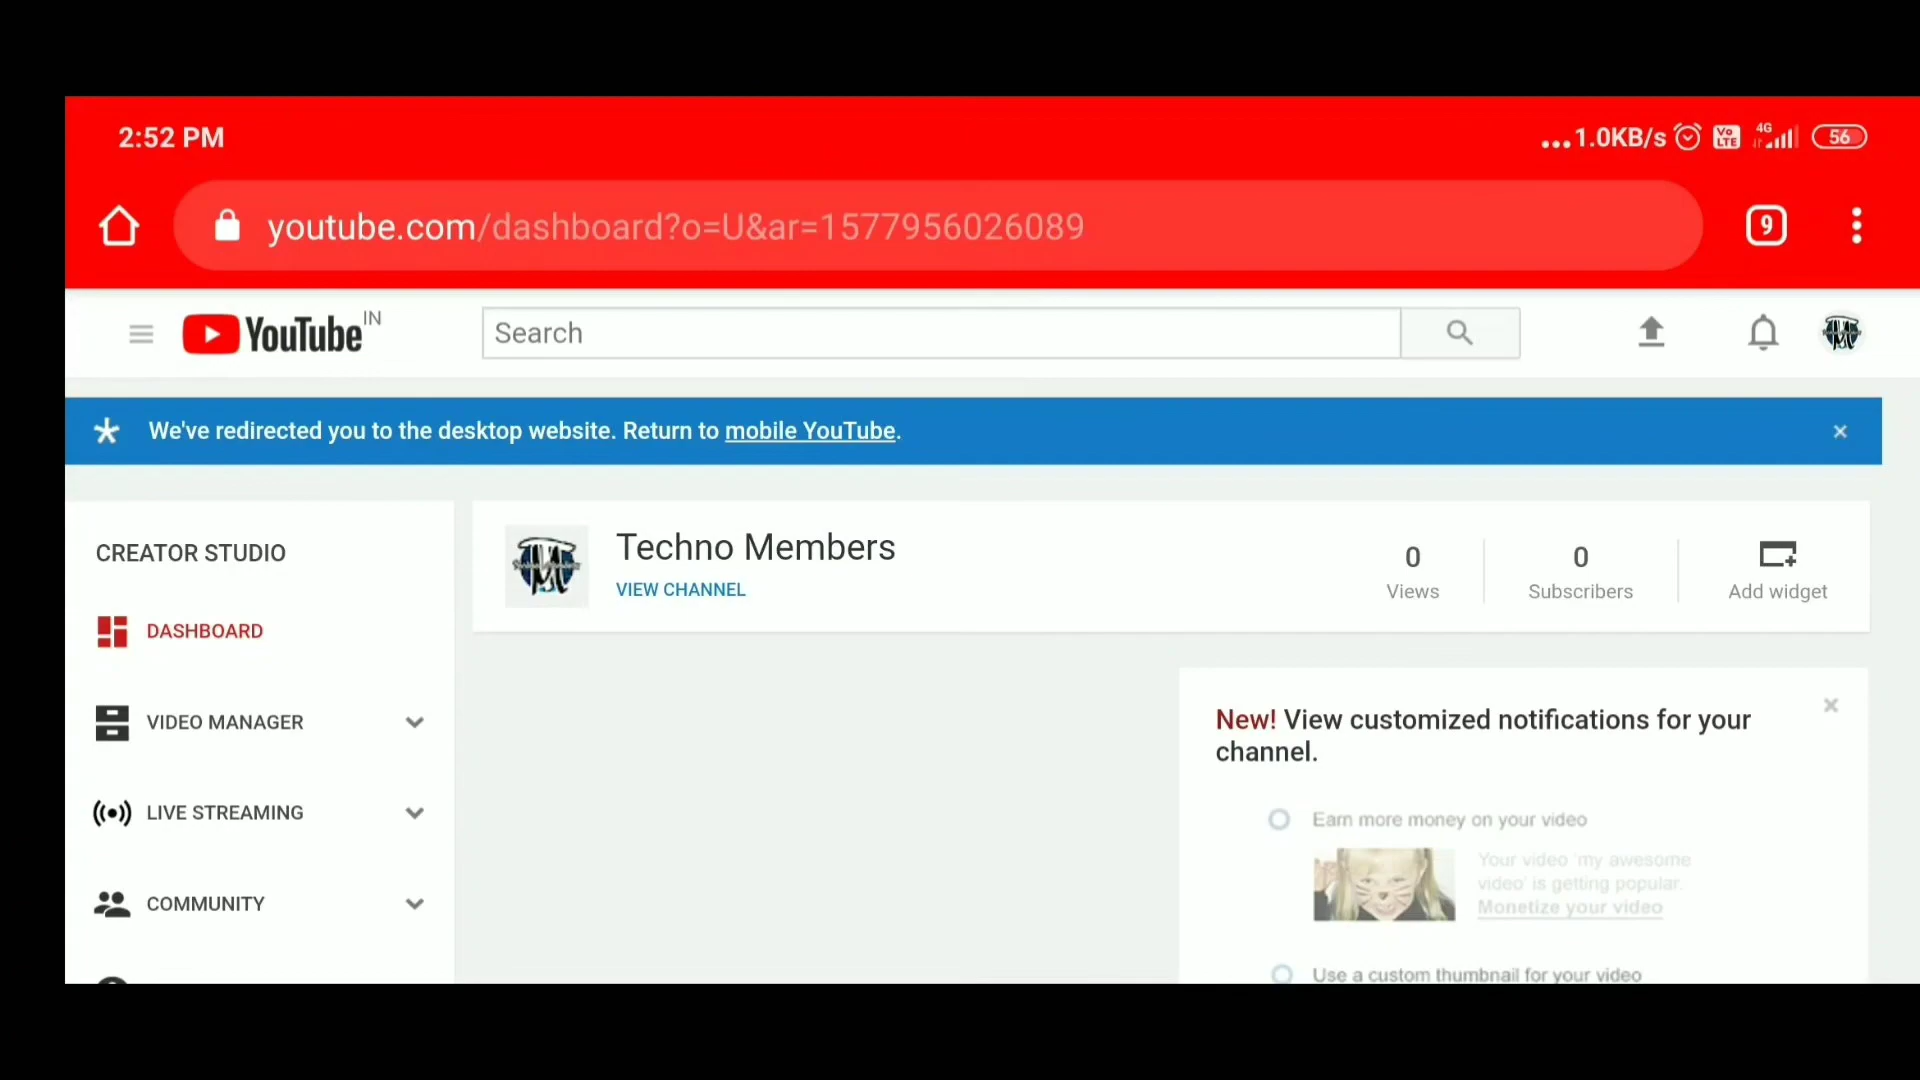 2:52 PM
...1.0KB/s Vo LTE 4G 56
youtube.com/dashboard?o=U&ar=1577956026089
9
YouTube IN
Search
We've redirected you to the desktop website. Return to mobile YouTube.
CREATOR STUDIO
DASHBOARD
VIDEO MANAGER
LIVE STREAMING
COMMUNITY
Techno Members
VIEW CHANNEL
0
Views
0
Subscribers
Add widget
New! View customized notifications for your
channel.
Earn more money on your video
Your video 'my awesome
video' is getting popular.
Monetize your video
Use a custom thumbnail for your video